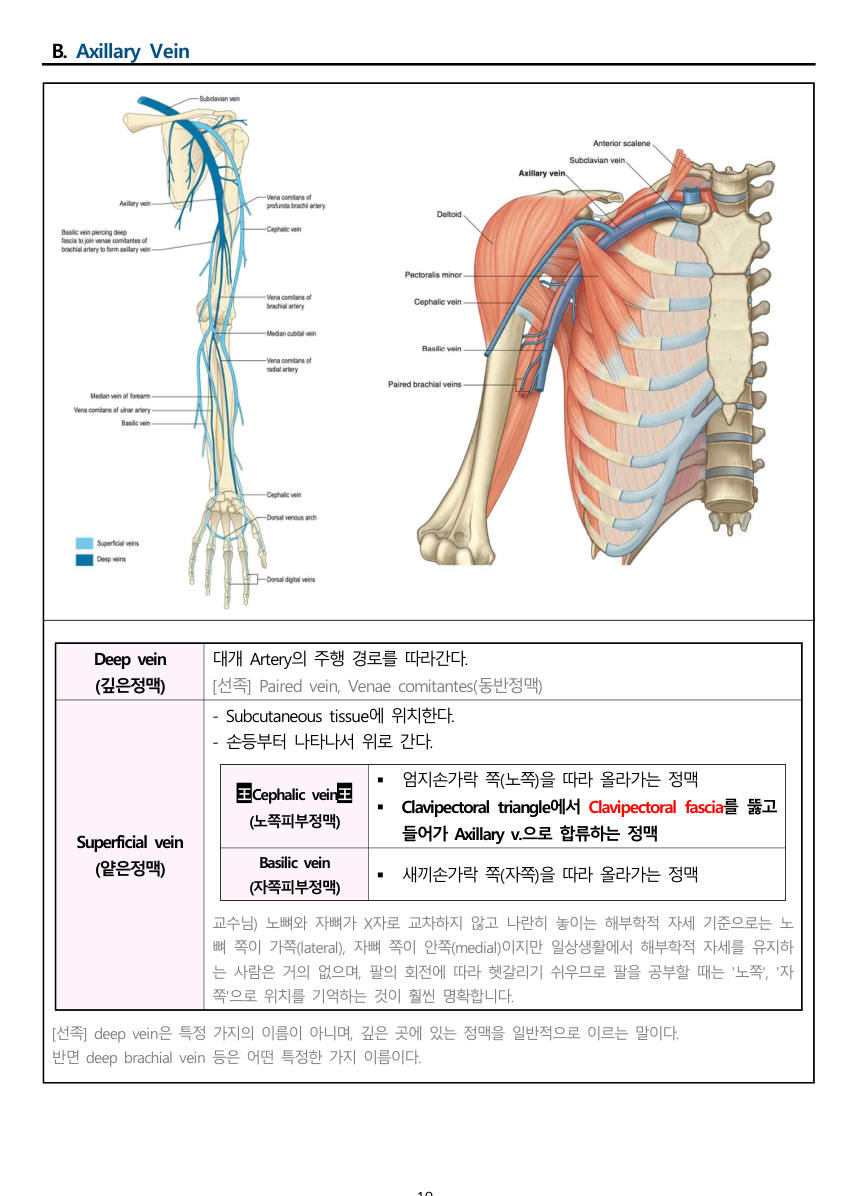 B. Axillary Vein
Subclavian vein
Axillary vein
Vena comitans of
profunda brachii artery
Cephalic vein
Basilic vein piercing deep
fascia to join venae comitantes of
brachial artery to form axillary vein
Vena comitans of
brachial artery
Median cubital vein
Vena comitans of
radial artery
Median vein of forearm
Vena comitans of ulnar artery
Basilic vein
Cephalic vein
Dorsal venous arch
Superficial veins
Deep veins
Dorsal digital veins
Anterior scalene
Subclavian vein
Axillary vein
Deltoid
Pectoralis minor
Cephalic vein
Basilic vein
Paired brachial veins
Deep vein
(깊은정맥)
대개 Artery의 주행 경로를 따라간다.
[선족] Paired vein, Venae comitantes(동반정맥)
Superficial vein
(얕은정맥)
- Subcutaneous tissue에 위치한다.
- 손등부터 나타나서 위로 간다.
王Cephalic vein王
(노쪽피부정맥)
▪ 엄지손가락 쪽(노쪽)을 따라 올라가는 정맥
▪ Clavipectoral triangle에서 Clavipectoral fascia를 뚫고
들어가 Axillary v.으로 합류하는 정맥
Basilic vein
(자쪽피부정맥)
▪ 새끼손가락 쪽(자쪽)을 따라 올라가는 정맥
교수님) 노뼈와 자뼈가 X자로 교차하지 않고 나란히 놓이는 해부학적 자세 기준으로는 노
뼈 쪽이 가쪽(lateral), 자뼈 쪽이 안쪽(medial)이지만 일상생활에서 해부학적 자세를 유지하
는 사람은 거의 없으며, 팔의 회전에 따라 헷갈리기 쉬우므로 팔을 공부할 때는 '노쪽', '자
쪽'으로 위치를 기억하는 것이 훨씬 명확합니다.
[선족] deep vein은 특정 가지의 이름이 아니며, 깊은 곳에 있는 정맥을 일반적으로 이르는 말이다.
반면 deep brachial vein 등은 어떤 특정한 가지 이름이다.